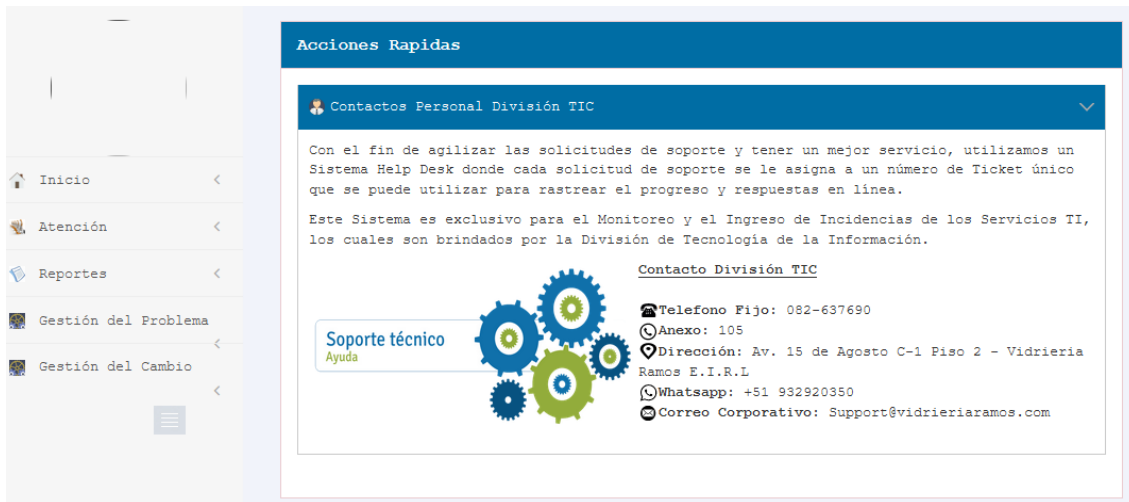 Acciones Rapidas
Contactos Personal División TIC
Inicio
Atención
Reportes
Gestión del Problema
Gestión del Cambio
Con el fin de agilizar las solicitudes de soporte y tener un mejor servicio, utilizamos un
Sistema Help Desk donde cada solicitud de soporte se le asigna a un número de Ticket único
que se puede utilizar para rastrear el progreso y respuestas en línea.
Este Sistema es exclusivo para el Monitoreo y el Ingreso de Incidencias de los Servicios TI,
los cuales son brindados por la División de Tecnología de la Información.
Soporte técnico
Ayuda
Contacto División TIC
Telefono Fijo: 082-637690
Anexo: 105
Dirección: Av. 15 de Agosto C-1 Piso 2 - Vidrieria
Ramos E.I.R.L
Whatsapp: +51 932920350
Correo Corporativo: Support@vidrieriaramos.com